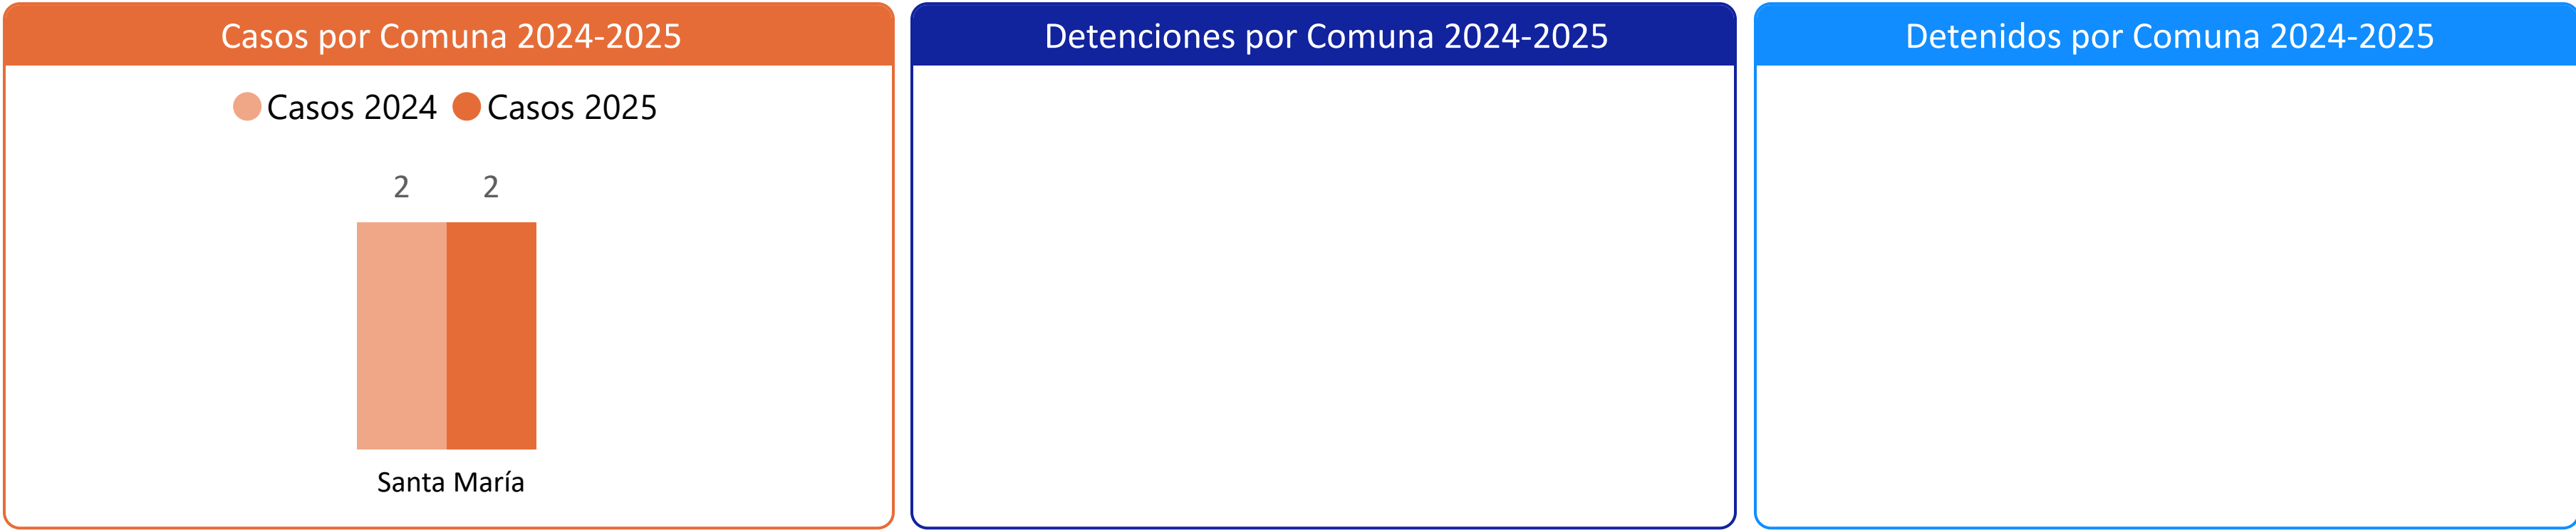 Casos por Comuna 2024-2025
Casos 2024 Casos 2025
2 2
Santa María
Detenciones por Comuna 2024-2025
Detenidos por Comuna 2024-2025